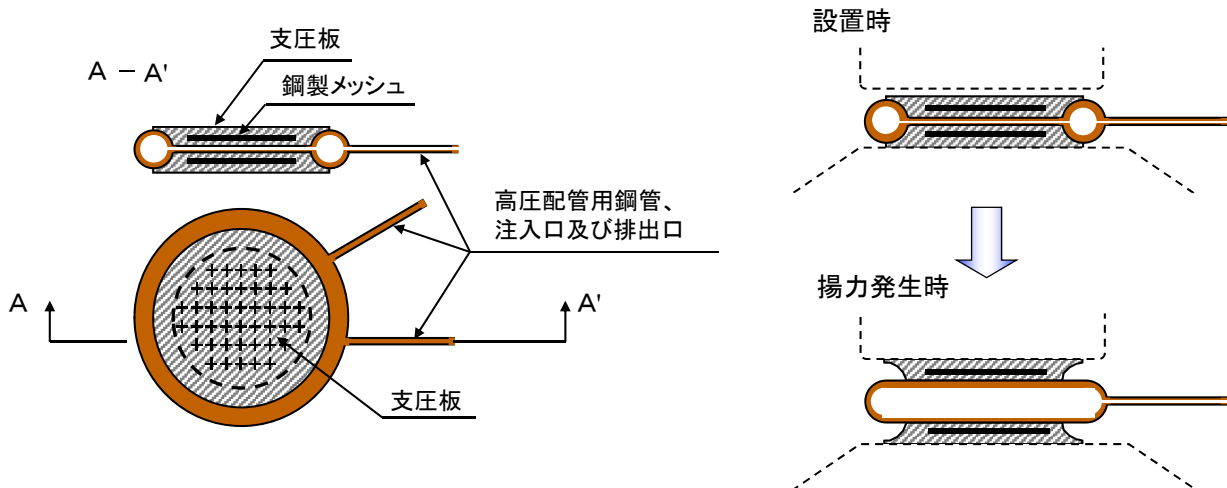 支圧板
A - A'
鋼製メッシュ
高圧配管用鋼管、
注入口及び排出口
A
A'
支圧板
設置時
揚力発生時